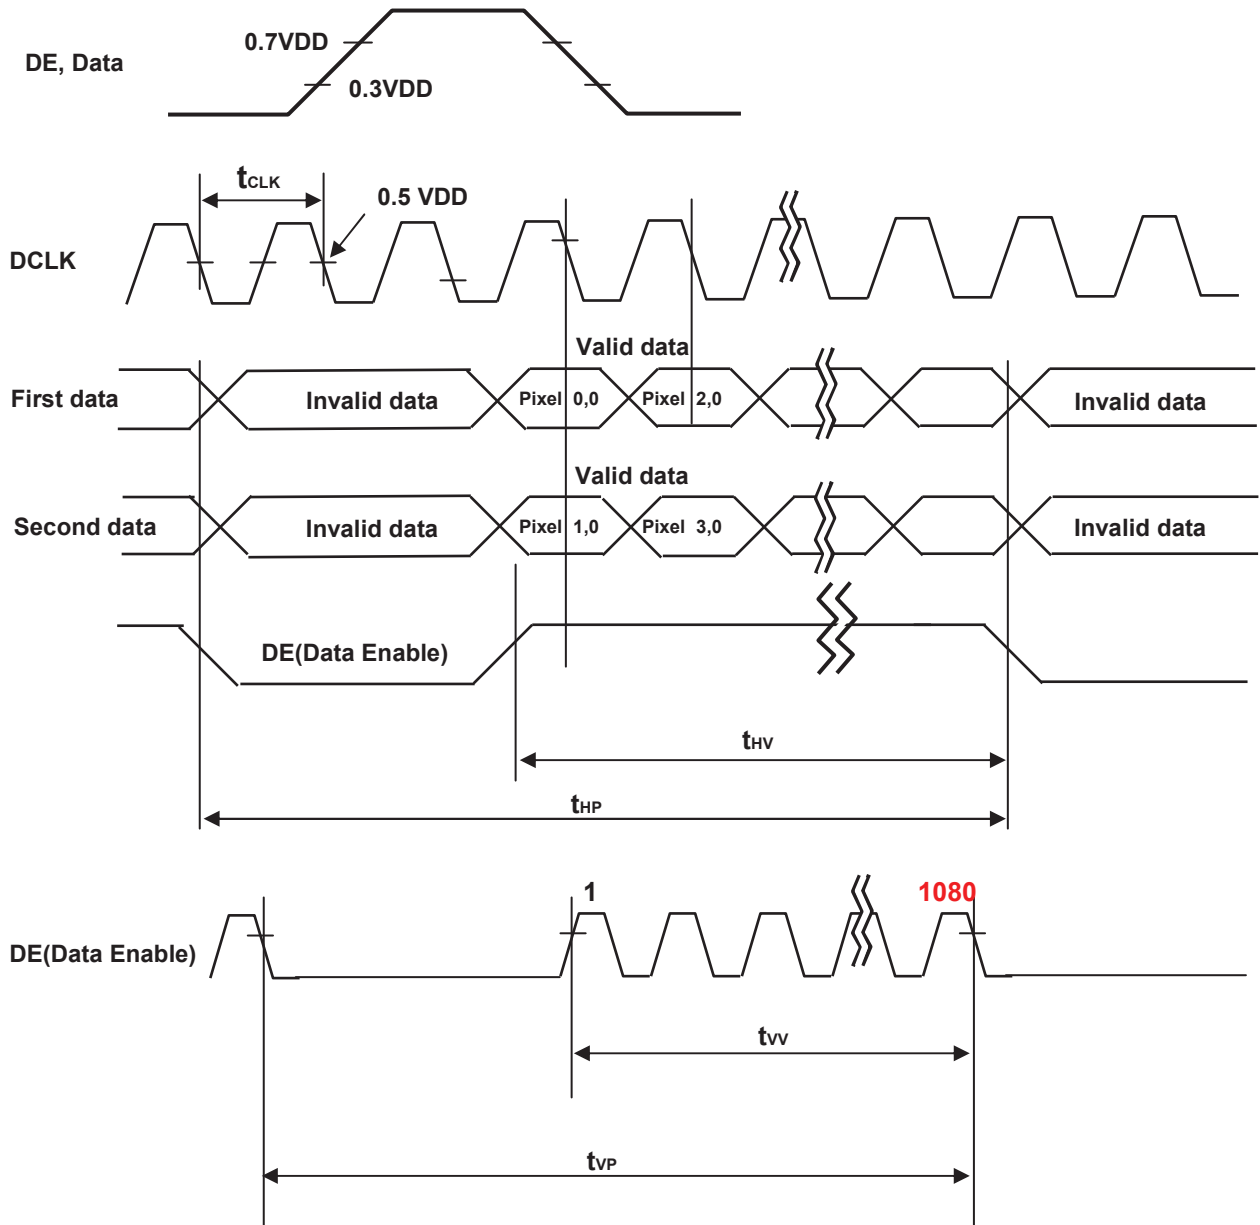 0.7VDD
DE, Data
0.3VDD
tCLK
0.5 VDD
DCLK
Valid data
First data
Invalid data
Pixel 0,0
Pixel 2,0
Invalid data
Valid data
Second data
Invalid data
Pixel 1,0
Pixel 3,0
Invalid data
DE(Data Enable)
tHV
tHP
1
1080
DE(Data Enable)
tVV
tVP